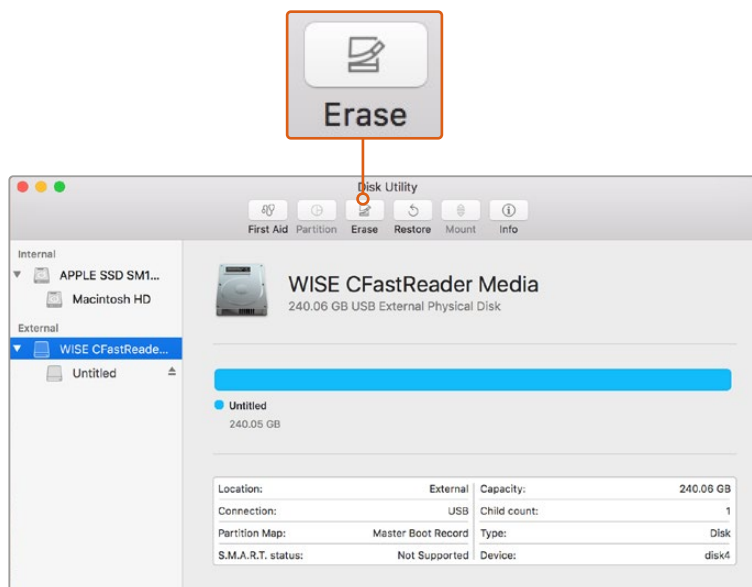 Erase
Disk Utility
First Aid Partition Erase Restore Mount Info
Internal
APPLE SSD SM1...
Macintosh HD
External
WISE CFastReade...
Untitled
WISE CFastReader Media
240.06 GB USB External Physical Disk
Untitled
240.05 GB
Location: External Capacity: 240.06 GB
Connection: USB Child count: 1
Partition Map: Master Boot Record Type: Disk
S.M.A.R.T. status: Not Supported Device: disk4